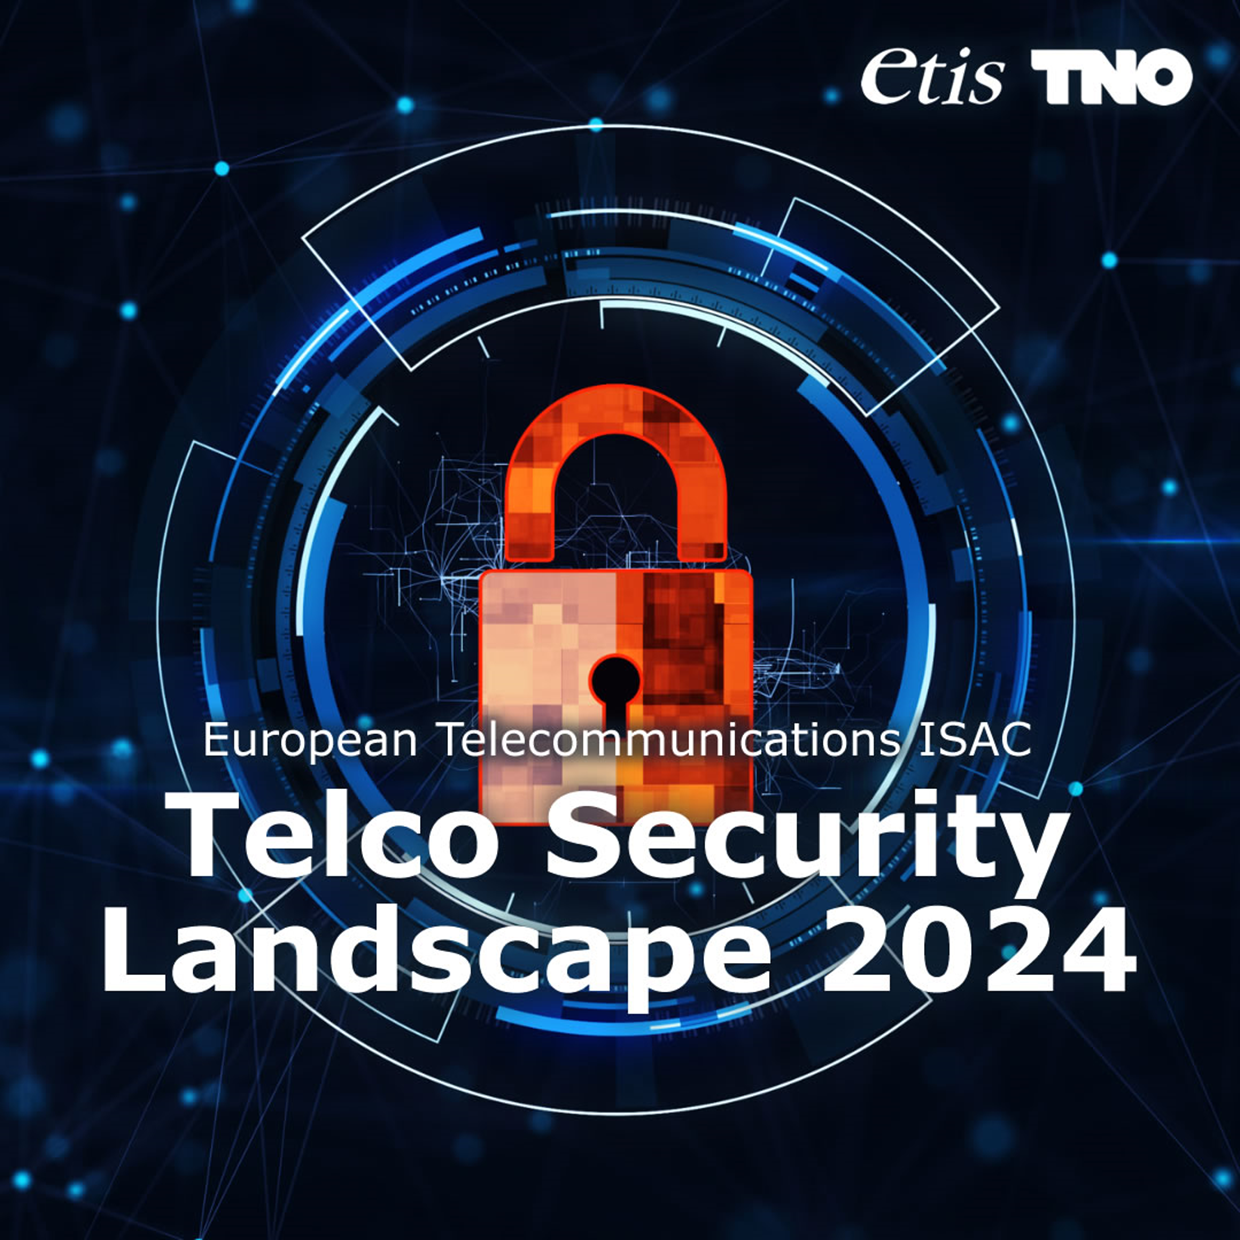 etis TNO
European Telecommunications ISAC
Telco Security
Landscape 2024